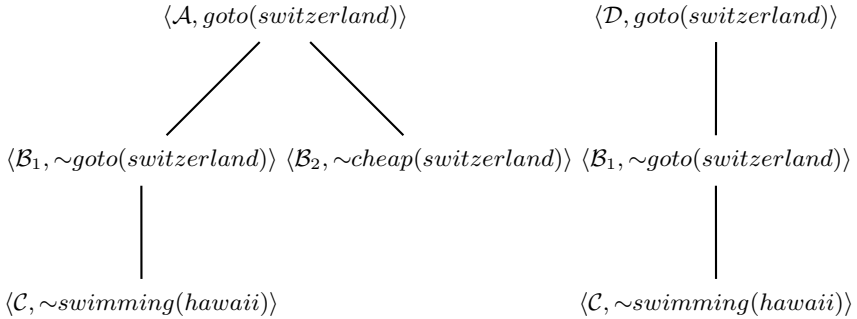 ⟨𝒜, goto(switzerland)⟩ ⟨𝒟, goto(switzerland)⟩
⟨ℬ₁, ∼goto(switzerland)⟩ ⟨ℬ₂, ∼cheap(switzerland)⟩ ⟨ℬ₁, ∼goto(switzerland)⟩
⟨𝒞, ∼swimming(hawaii)⟩ ⟨𝒞, ∼swimming(hawaii)⟩